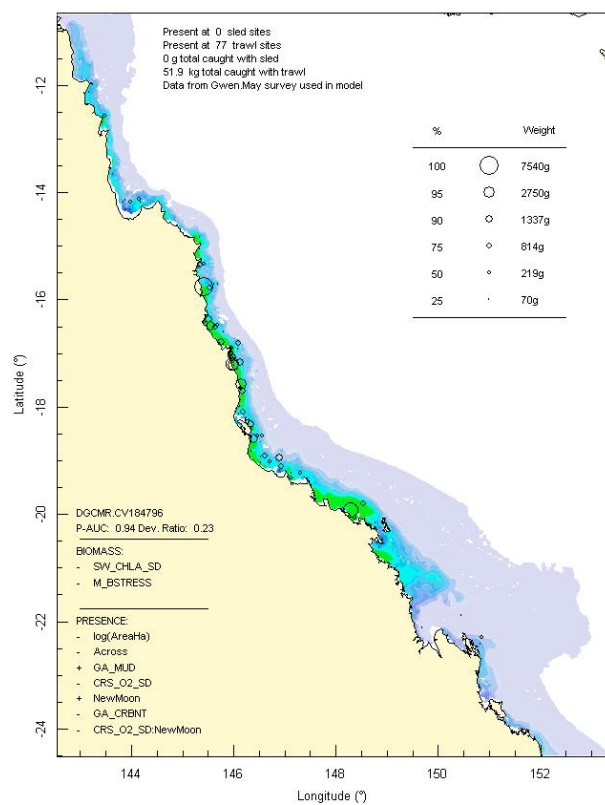 Present at 0 sled sites
Present at 77 trawl sites
0 g total caught with sled
51.9 kg total caught with trawl
Data from Gwen.May survey used in model
% Weight
100 7540g
95 2750g
90 1337g
75 814g
50 219g
25 70g
-12
-14
-16
-18
-20
-22
-24
Latitude (°)
DGCMR.CV184796
P-AUC: 0.94 Dev. Ratio: 0.23
BIOMASS:
- SW_CHLA_SD
- M_BSTRESS
PRESENCE:
- log(AreaHa)
- Across
+ GA_MUD
- CRS_O2_SD
+ NewMoon
- GA_CRBNT
- CRS_O2_SD:NewMoon
144 146 148 150 152
Longitude (°)